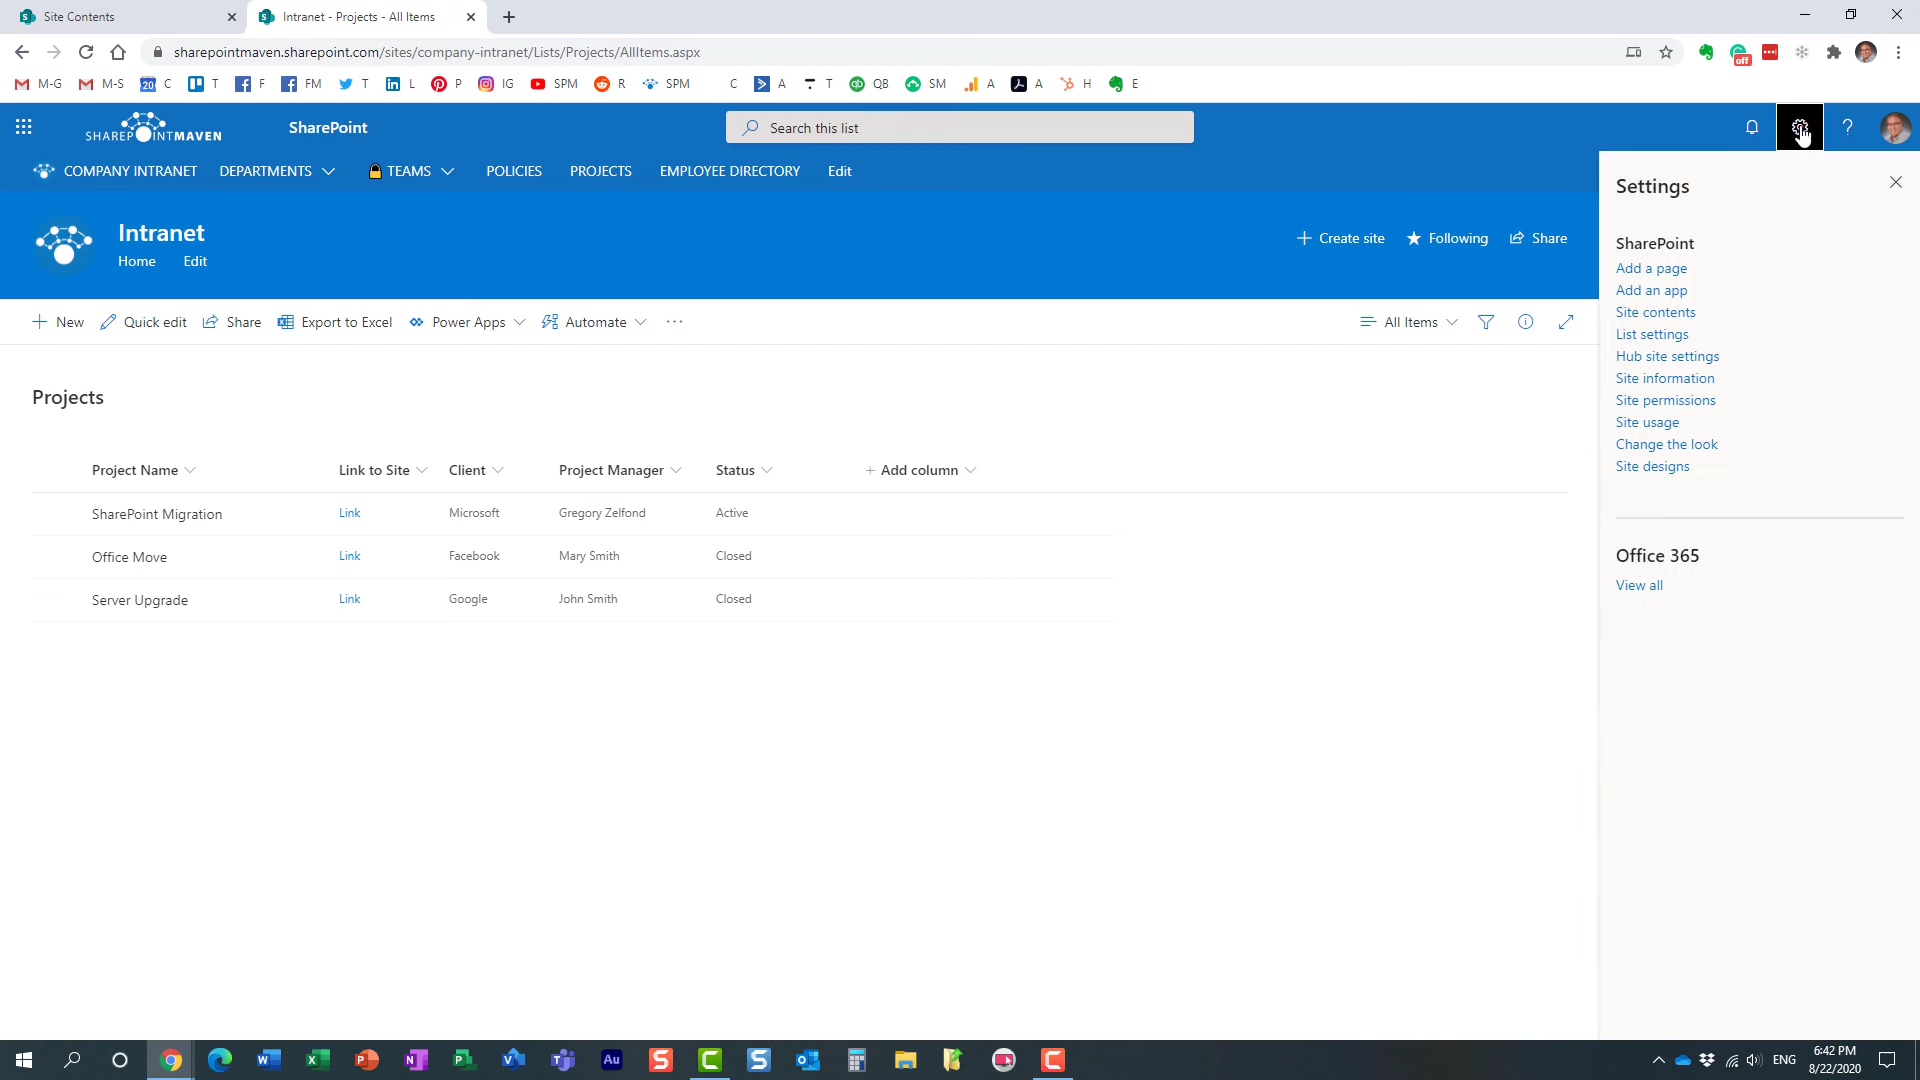 Site Contents
Intranet - Projects - All Items
sharepointmaven.sharepoint.com/sites/company-intranet/Lists/Projects/AllItems.aspx
off
M-G M-S 20 C T F FM T L P IG SPM R SPM C A T QB SM A A H E
SHAREPOINTMAVEN SharePoint Search this list ?
COMPANY INTRANET DEPARTMENTS TEAMS POLICIES PROJECTS EMPLOYEE DIRECTORY Edit
Intranet
Home Edit
Create site Following Share
New Quick edit Share Export to Excel Power Apps Automate ··· All Items
Projects
Project Name Link to Site Client Project Manager Status + Add column
SharePoint Migration Link Microsoft Gregory Zelfond Active
Office Move Link Facebook Mary Smith Closed
Server Upgrade Link Google John Smith Closed
Settings
SharePoint
Add a page
Add an app
Site contents
List settings
Hub site settings
Site information
Site permissions
Site usage
Change the look
Site designs
Office 365
View all
Au
ENG
6:42 PM
8/22/2020